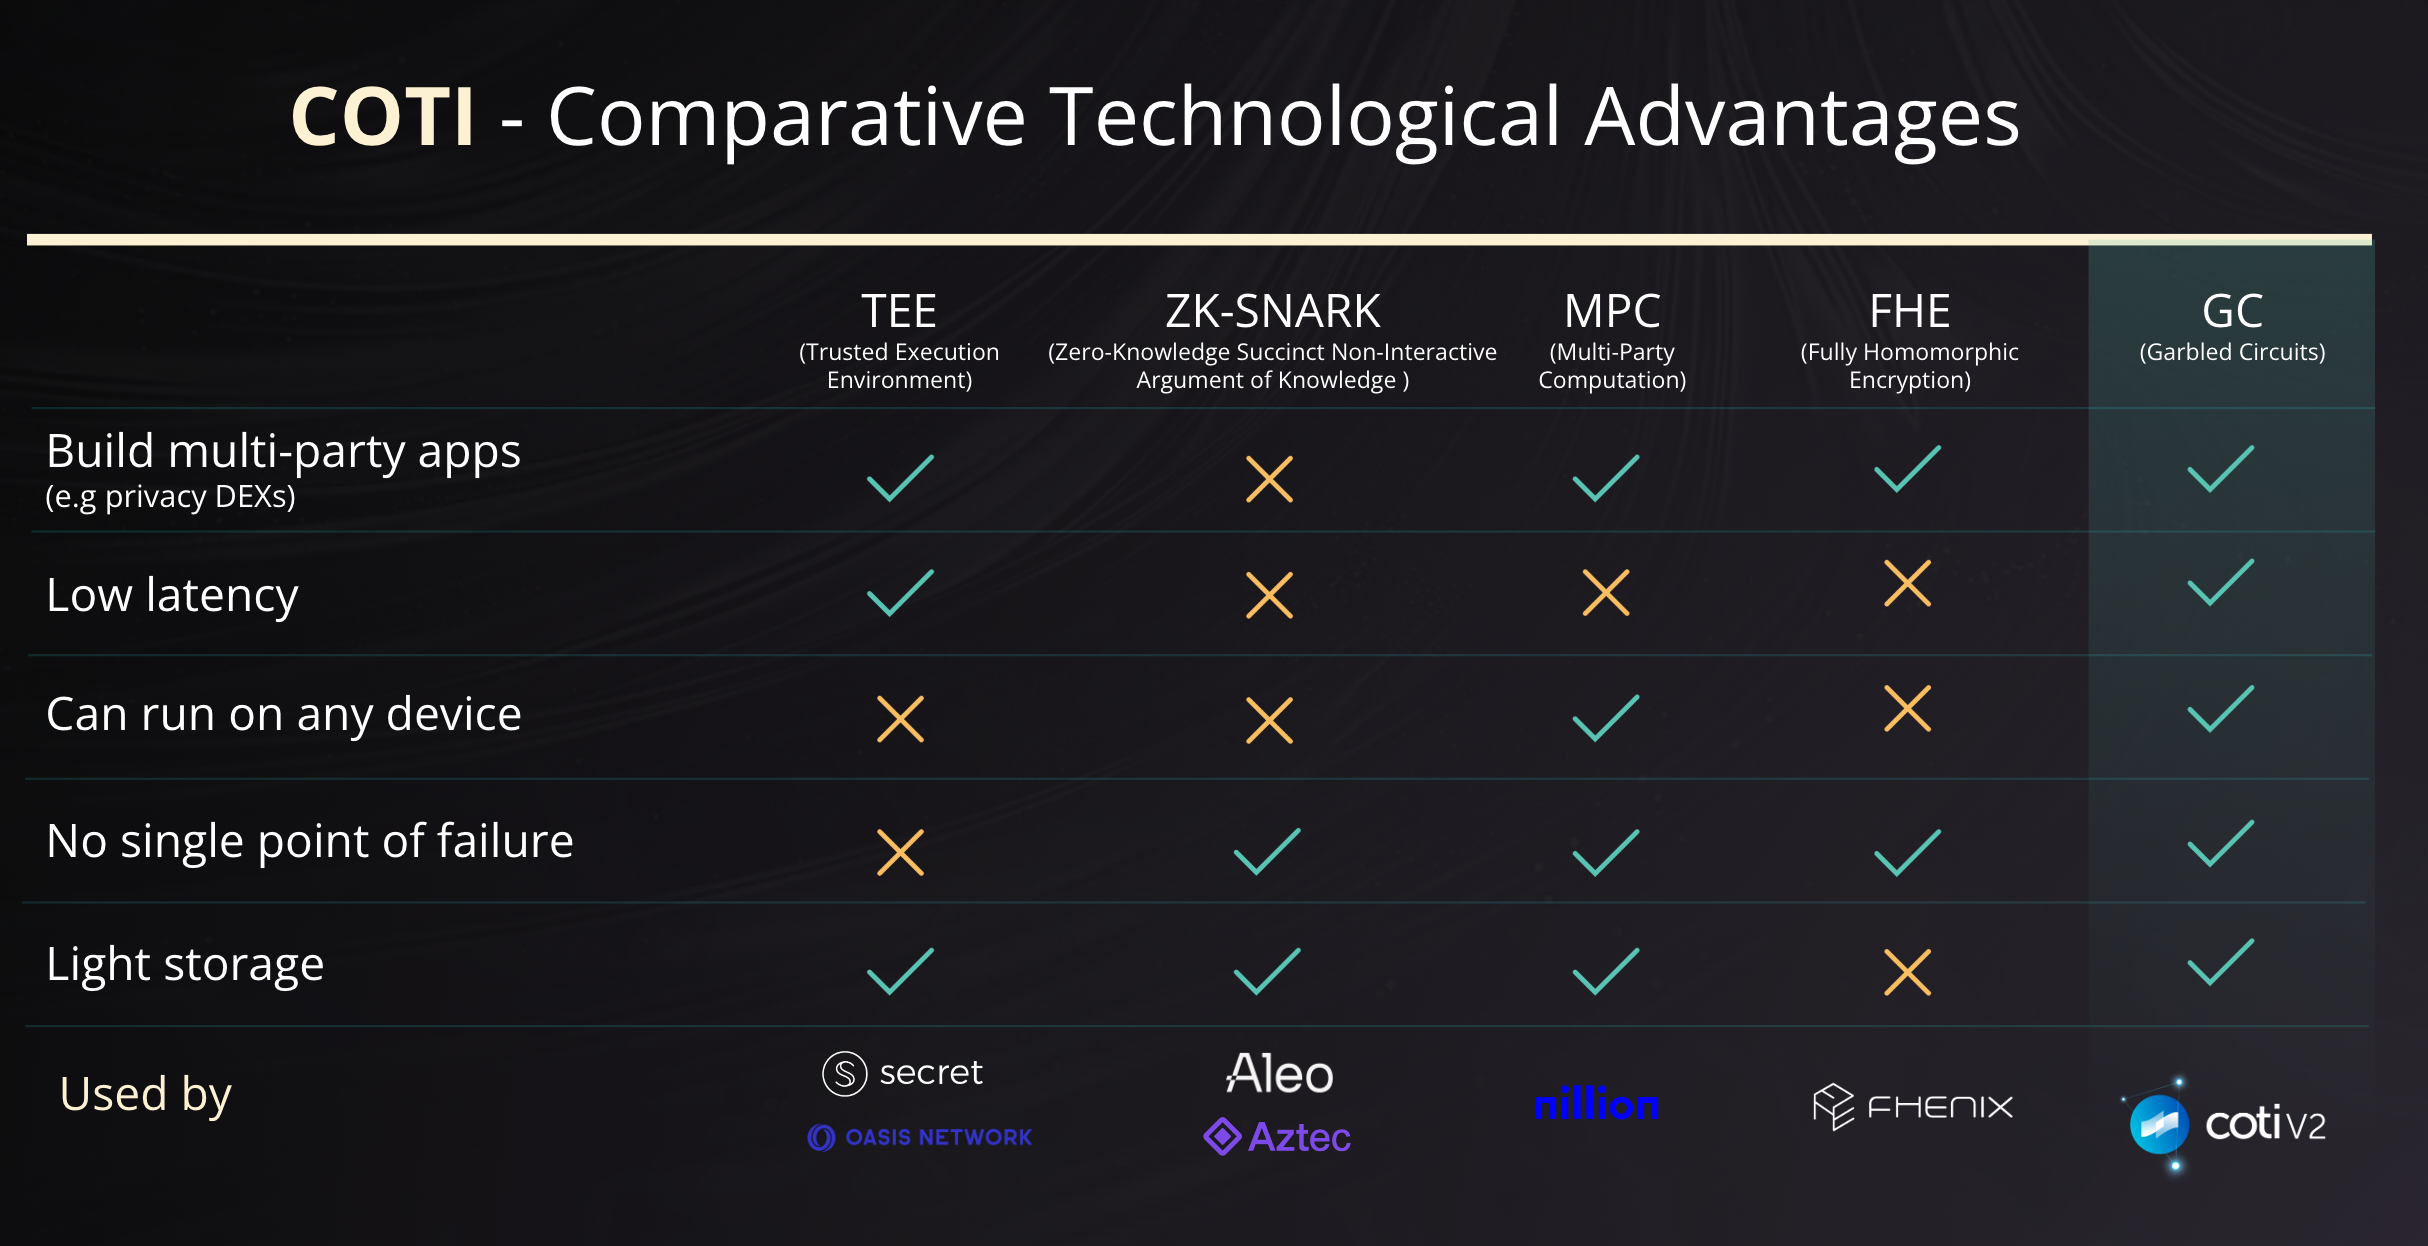 COTI - Comparative Technological Advantages
TEE
(Trusted Execution
Environment)
ZK-SNARK
(Zero-Knowledge Succinct Non-Interactive
Argument of Knowledge )
MPC
(Multi-Party
Computation)
FHE
(Fully Homomorphic
Encryption)
GC
(Garbled Circuits)
Build multi-party apps
(e.g privacy DEXs)
Low latency
Can run on any device
No single point of failure
Light storage
Used by
secret
OASIS NETWORK
Aleo
Aztec
nillion
FHENIX
coti V2